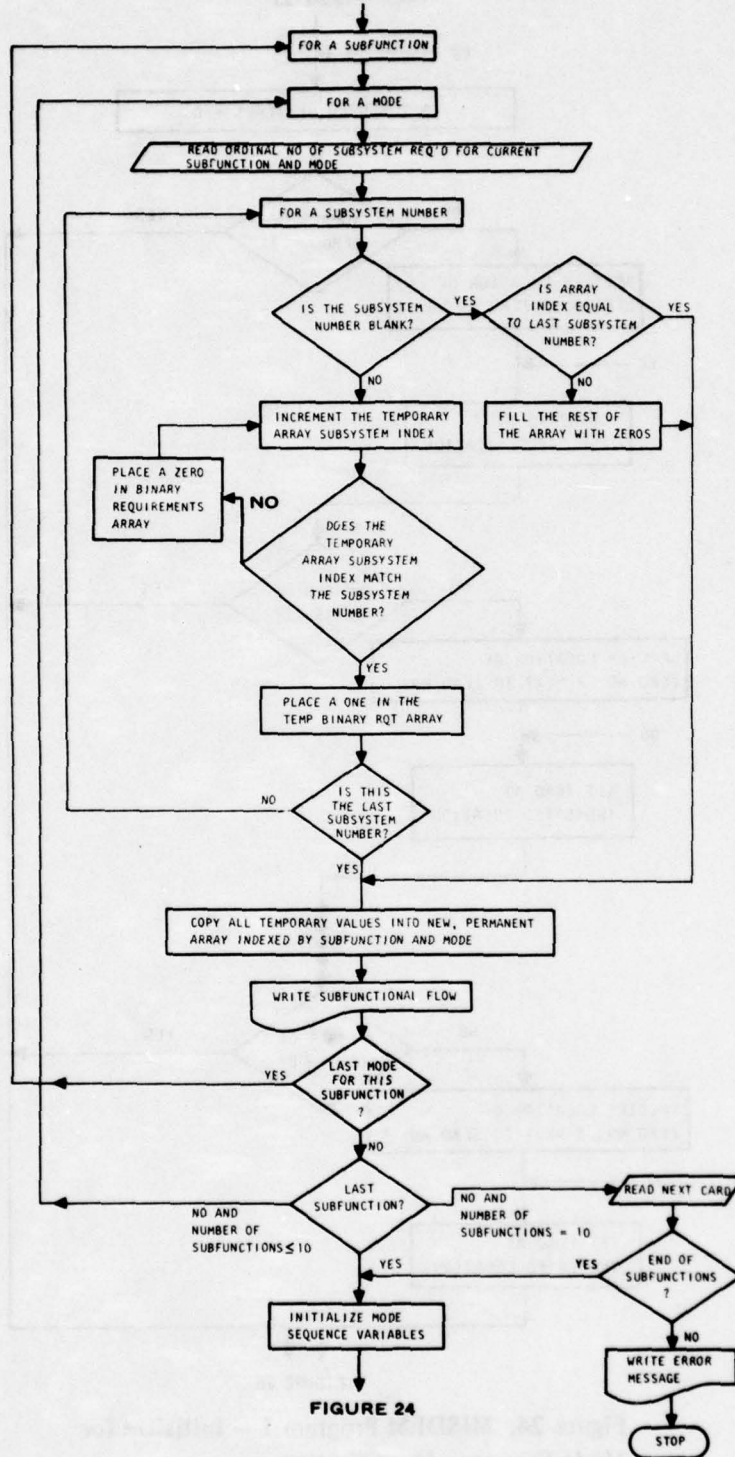 FOR A SUBFUNCTION
FOR A MODE
READ ORDINAL NO OF SUBSYSTEM REQ'D FOR CURRENT
SUBFUNCTION AND MODE
FOR A SUBSYSTEM NUMBER
IS THE SUBSYSTEM
NUMBER BLANK?
YES
IS ARRAY
INDEX EQUAL
TO LAST SUBSYSTEM
NUMBER?
YES
NO
NO
INCREMENT THE TEMPORARY
ARRAY SUBSYSTEM INDEX
FILL THE REST OF
THE ARRAY WITH ZEROS
PLACE A ZERO
IN BINARY
REQUIREMENTS
ARRAY
NO
DOES THE
TEMPORARY
ARRAY SUBSYSTEM
INDEX MATCH
THE SUBSYSTEM
NUMBER?
YES
PLACE A ONE IN THE
TEMP BINARY RQT ARRAY
NO
IS THIS
THE LAST
SUBSYSTEM
NUMBER?
YES
COPY ALL TEMPORARY VALUES INTO NEW, PERMANENT
ARRAY INDEXED BY SUBFUNCTION AND MODE
WRITE SUBFUNCTIONAL FLOW
YES
LAST MODE
FOR THIS
SUBFUNCTION
?
NO
LAST
SUBFUNCTION?
NO AND
NUMBER OF
SUBFUNCTIONS≤10
NO AND
NUMBER OF
SUBFUNCTIONS = 10
READ NEXT CARD
YES
YES
END OF
SUBFUNCTIONS
?
INITIALIZE MODE
SEQUENCE VARIABLES
NO
WRITE ERROR
MESSAGE
STOP
FIGURE 24